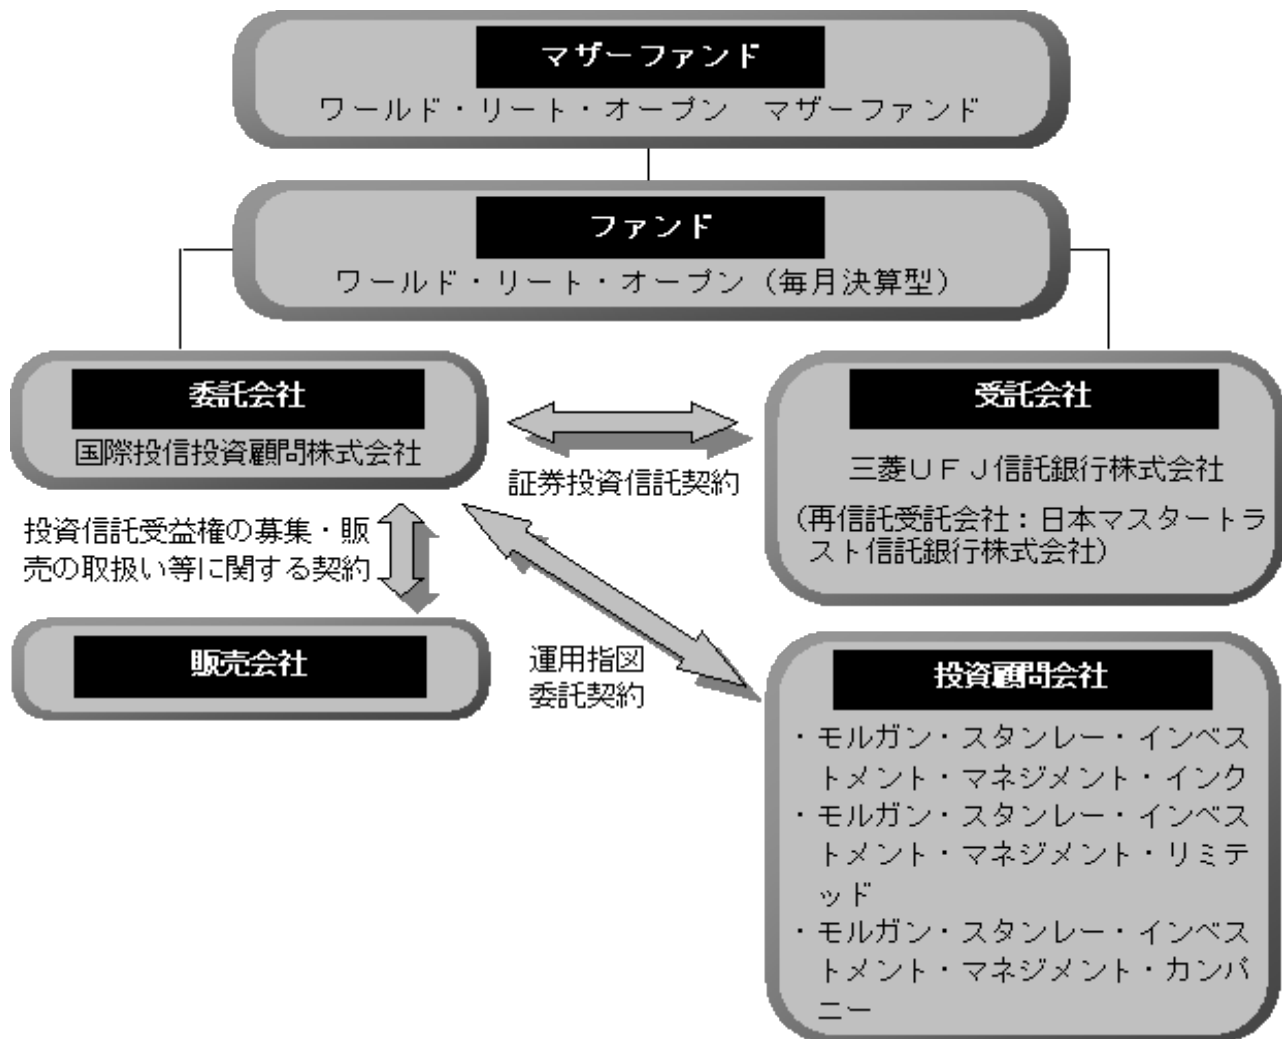 マザーファンド
ワールド・リート・オープン　マザーファンド
ファンド
ワールド・リート・オープン（毎月決算型）
委託会社
国際投信投資顧問株式会社
受託会社
三菱ＵＦＪ信託銀行株式会社
（再信託受託会社：日本マスタートラ
スト信託銀行株式会社）
証券投資信託契約
投資信託受益権の募集・販
売の取扱い等に関する契約
販売会社
運用指図
委託契約
投資顧問会社
・モルガン・スタンレー・インベス
トメント・マネジメント・インク
・モルガン・スタンレー・インベス
トメント・マネジメント・リミテ
ッド
・モルガン・スタンレー・インベス
トメント・マネジメント・カンパ
ニー